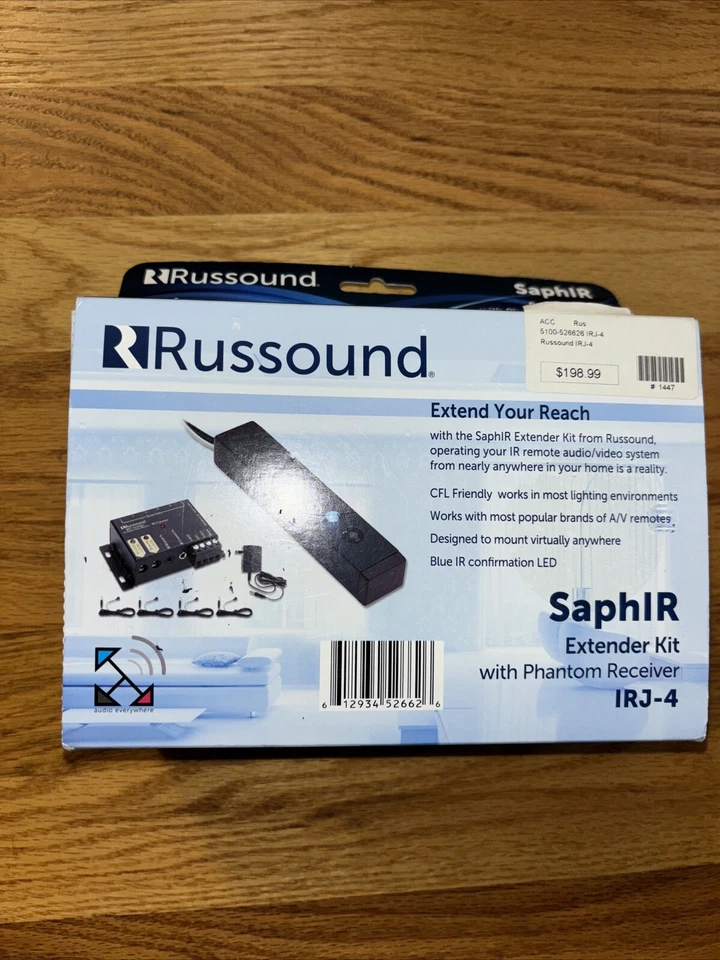 Russound
SaphIR
Russound®
ACC Rus
5100-526626 IRJ-4
Russound IRJ-4
$198.99
# 1447
Extend Your Reach
with the SaphIR Extender Kit from Russound,
operating your IR remote audio/video system
from nearly anywhere in your home is a reality.
CFL Friendly works in most lighting environments
Works with most popular brands of A/V remotes
Designed to mount virtually anywhere
Blue IR confirmation LED
Russound
SaphIR
Extender Kit
with Phantom Receiver
IRJ-4
audio everywhere
6 12934 52662 6